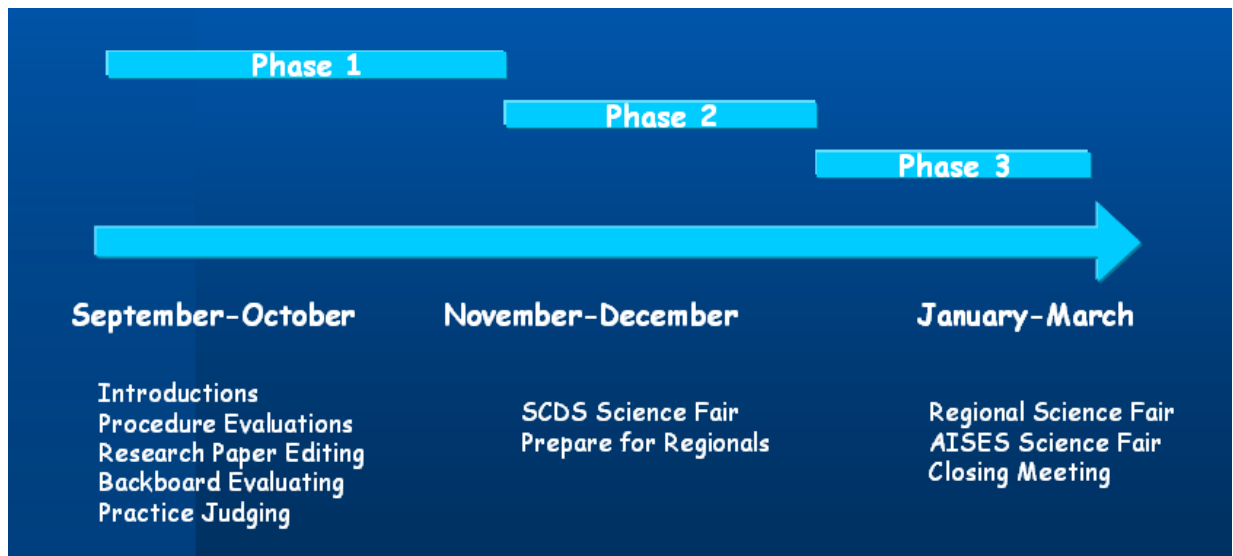 Phase 1
Phase 2
Phase 3
September-October
November-December
January-March
Introductions
Procedure Evaluations
Research Paper Editing
Backboard Evaluating
Practice Judging
SCDS Science Fair
Prepare for Regionals
Regional Science Fair
AISES Science Fair
Closing Meeting